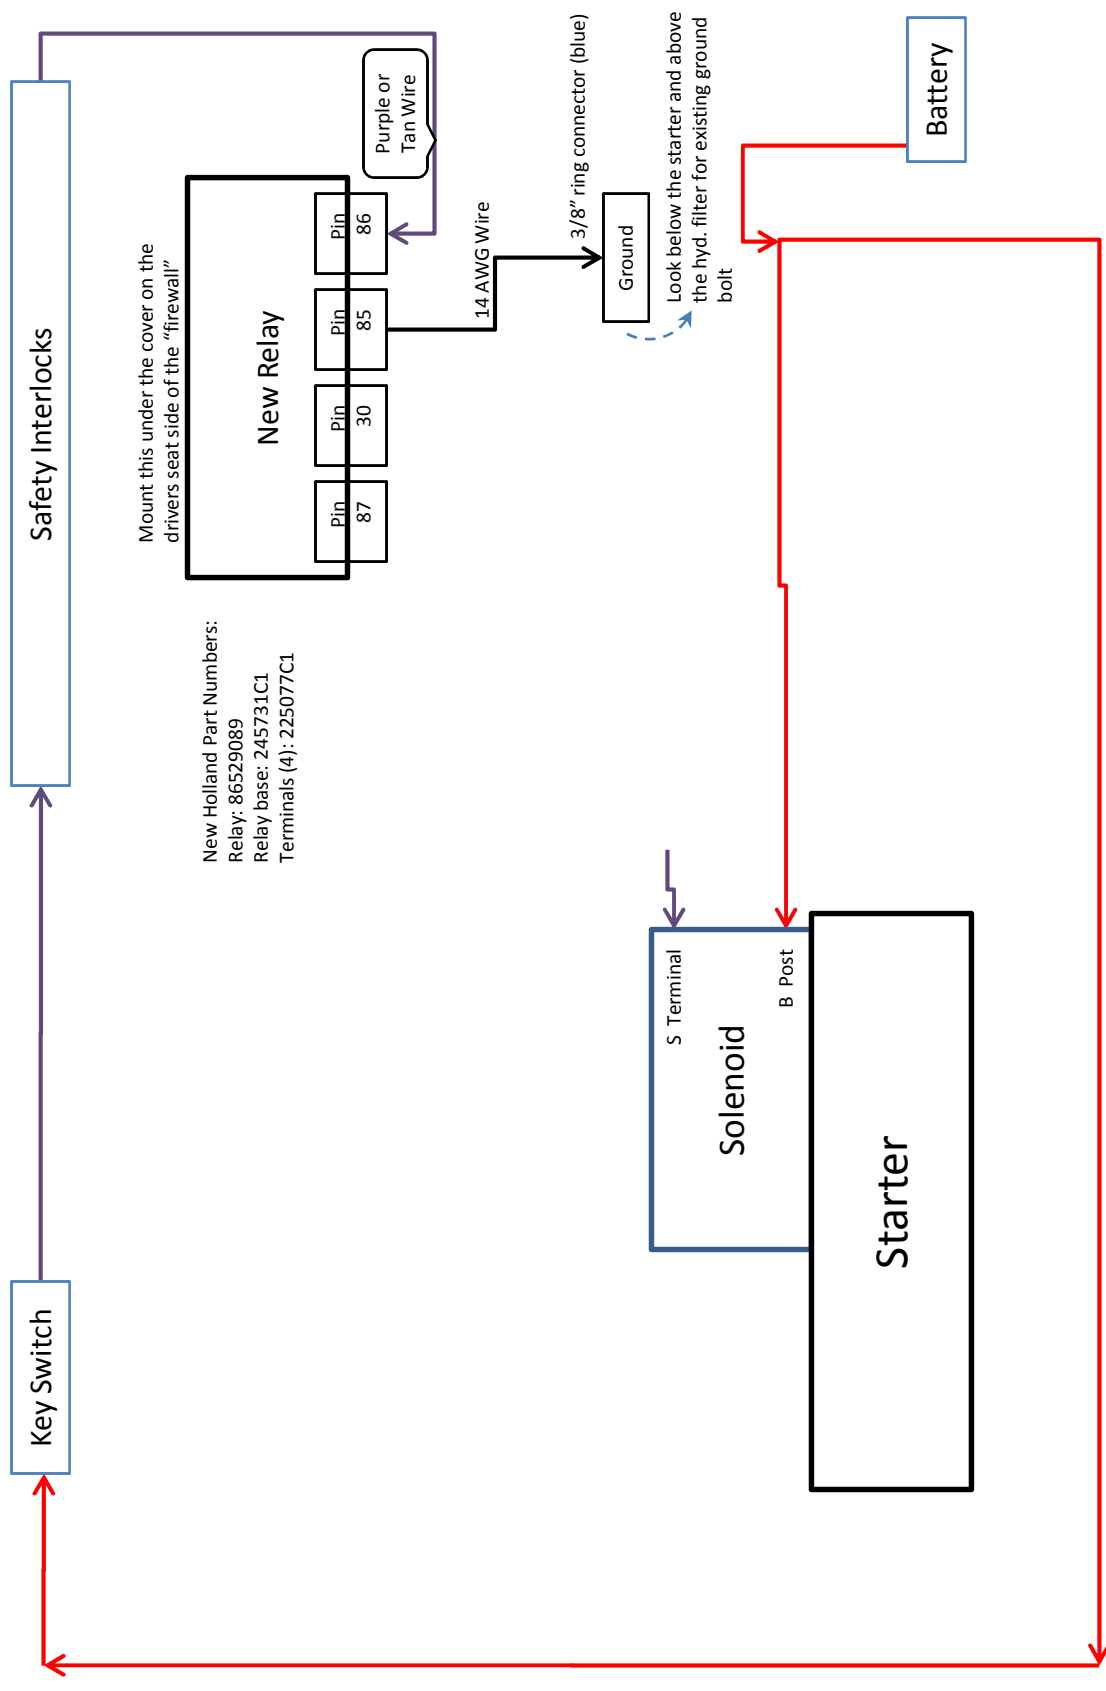 Key Switch
Safety Interlocks
Mount this under the cover on the
drivers seat side of the “firewall”
New Holland Part Numbers:
Relay: 86529089
Relay base: 245731C1
Terminals (4): 225077C1
New Relay
Pin
87
Pin
30
Pin
85
Pin
86
Purple or
Tan Wire
14 AWG Wire
3/8” ring connector (blue)
Ground
Look below the starter and above
the hyd. filter for existing ground
bolt
S Terminal
Solenoid
B Post
Starter
Battery